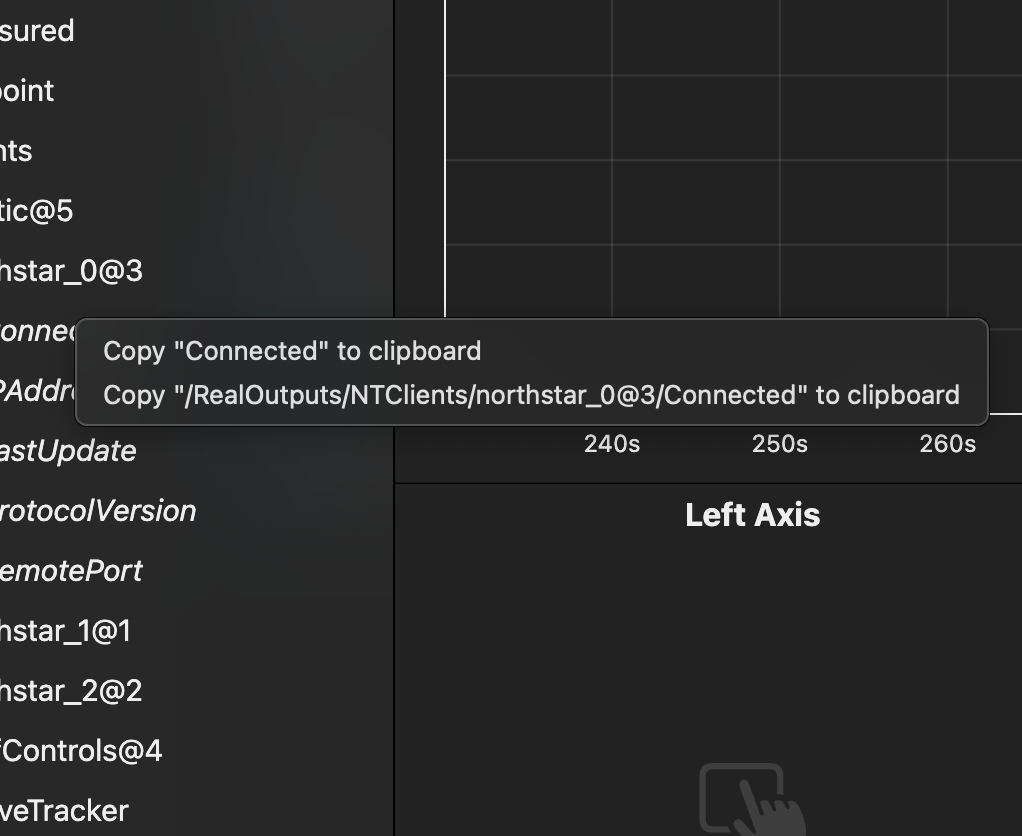 sured
point
nts
tic@5
hstar_0@3
onnec
PAddre
Copy "Connected" to clipboard
Copy "/RealOutputs/NTClients/northstar_0@3/Connected" to clipboard
astUpdate
240s 250s 260s
rotocolVersion
Left Axis
emotePort
hstar_1@1
hstar_2@2
fControls@4
veTracker